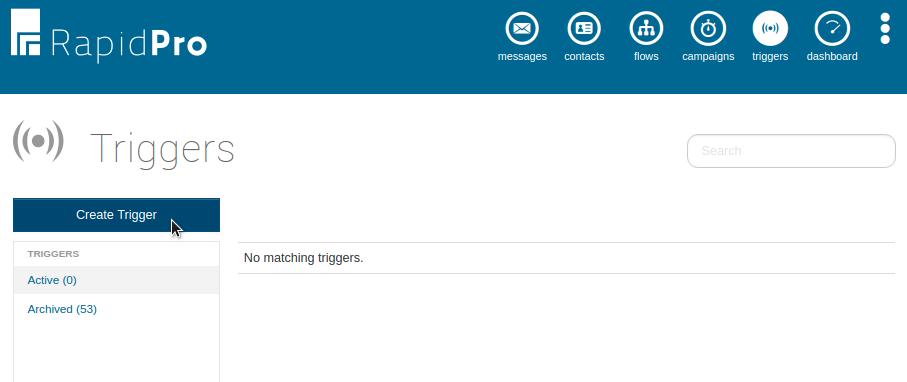 RapidPro
messages contacts flows campaigns triggers dashboard
Triggers
Search
Create Trigger
TRIGGERS
No matching triggers.
Active (0)
Archived (53)